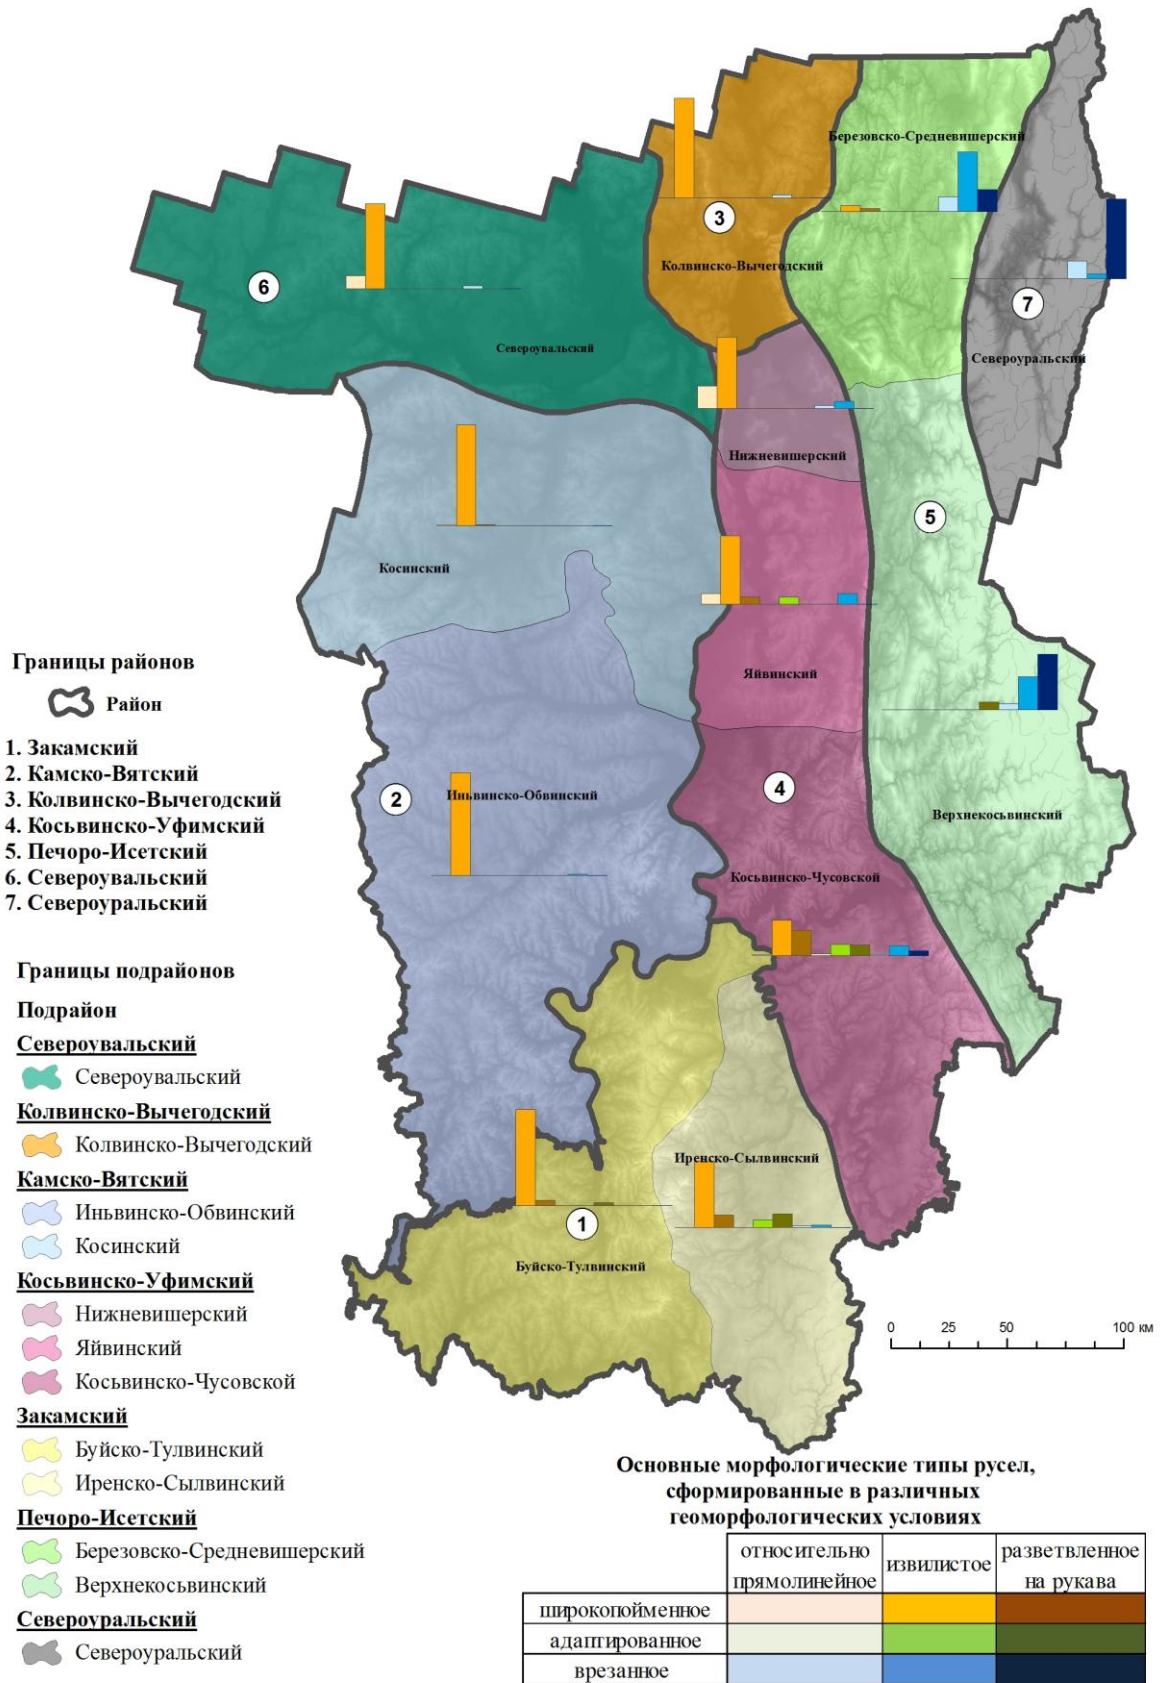 Березовско-Средневишерский
3
Колвинско-Вычегодский
6
7
Североувальский
Североуральский
Нижневишерский
5
Косинский
Яйвинский
Границы районов
Район
1. Закамский
2. Камско-Вятский
3. Колвинско-Вычегодский
4. Косьвинско-Уфимский
5. Печоро-Исетский
6. Североувальский
7. Североуральский
2
Иньвинско-Обвинский
4
Верхнекосьвинский
Косьвинско-Чусовской
Границы подрайонов
Подрайон
Североувальский
Североувальский
Колвинско-Вычегодский
Колвинско-Вычегодский
Камско-Вятский
Иньвинско-Обвинский
Косинский
Косьвинско-Уфимский
Нижневишерский
Яйвинский
Косьвинско-Чусовской
Закамский
Буйско-Тулвинский
Иренско-Сылвинский
Печоро-Исетский
Березовско-Средневишерский
Верхнекосьвинский
Североуральский
Североуральский
Иренско-Сылвинский
1
Буйско-Тулвинский
0 25 50 100 км
Основные морфологические типы русел,
сформированные в различных
геоморфологических условиях
относительно прямолинейное извилистое разветвленное на рукава
широкопойменное
адаптированное
врезанное